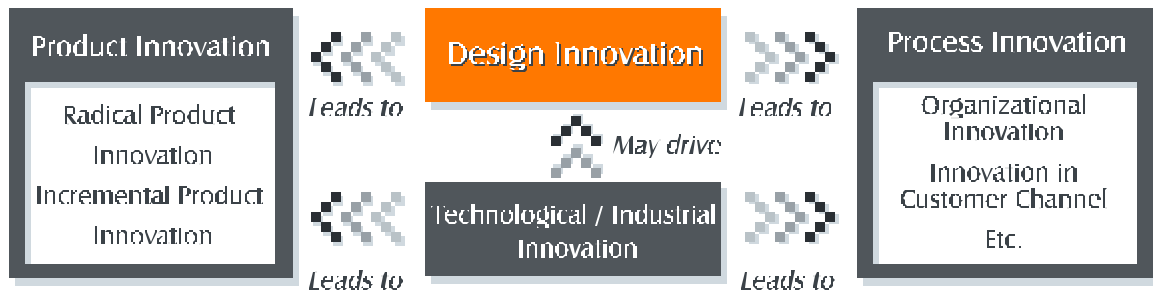 Product Innovation
Radical Product
Innovation
Incremental Product
Innovation
Leads to
Leads to
Design Innovation
Leads to
May drive
Technological / Industrial
Innovation
Leads to
Process Innovation
Organizational
Innovation
Innovation in
Customer Channel
Etc.